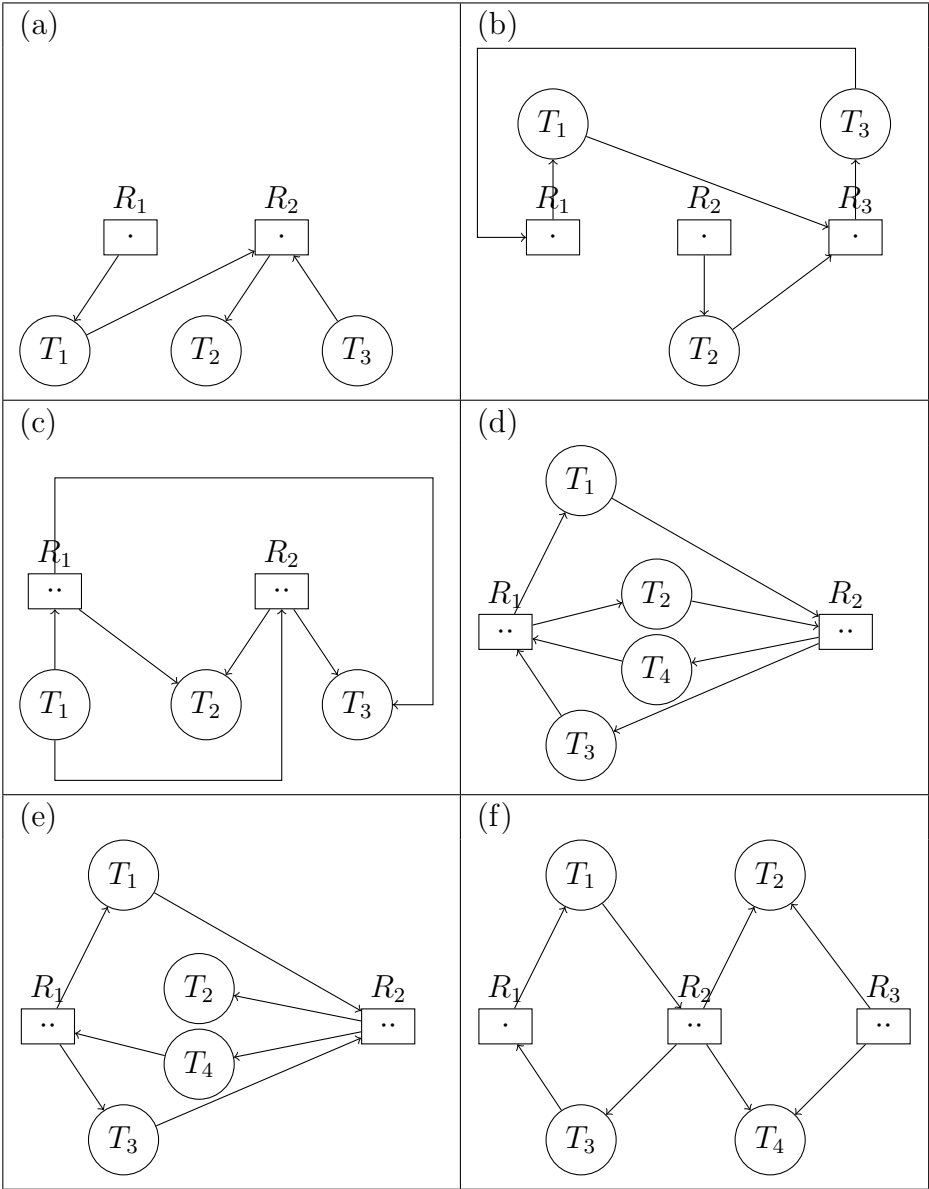 (a)
R1 R2
T1 T2 T3
(b)
T1 T3
R1 R2 R3
T2
(c)
R1 R2
T1 T2 T3
(d)
T1
R1 T2 R2
T4
T3
(e)
T1
R1 T2 R2
T4
T3
(f)
T1 T2
R1 R2 R3
T3 T4